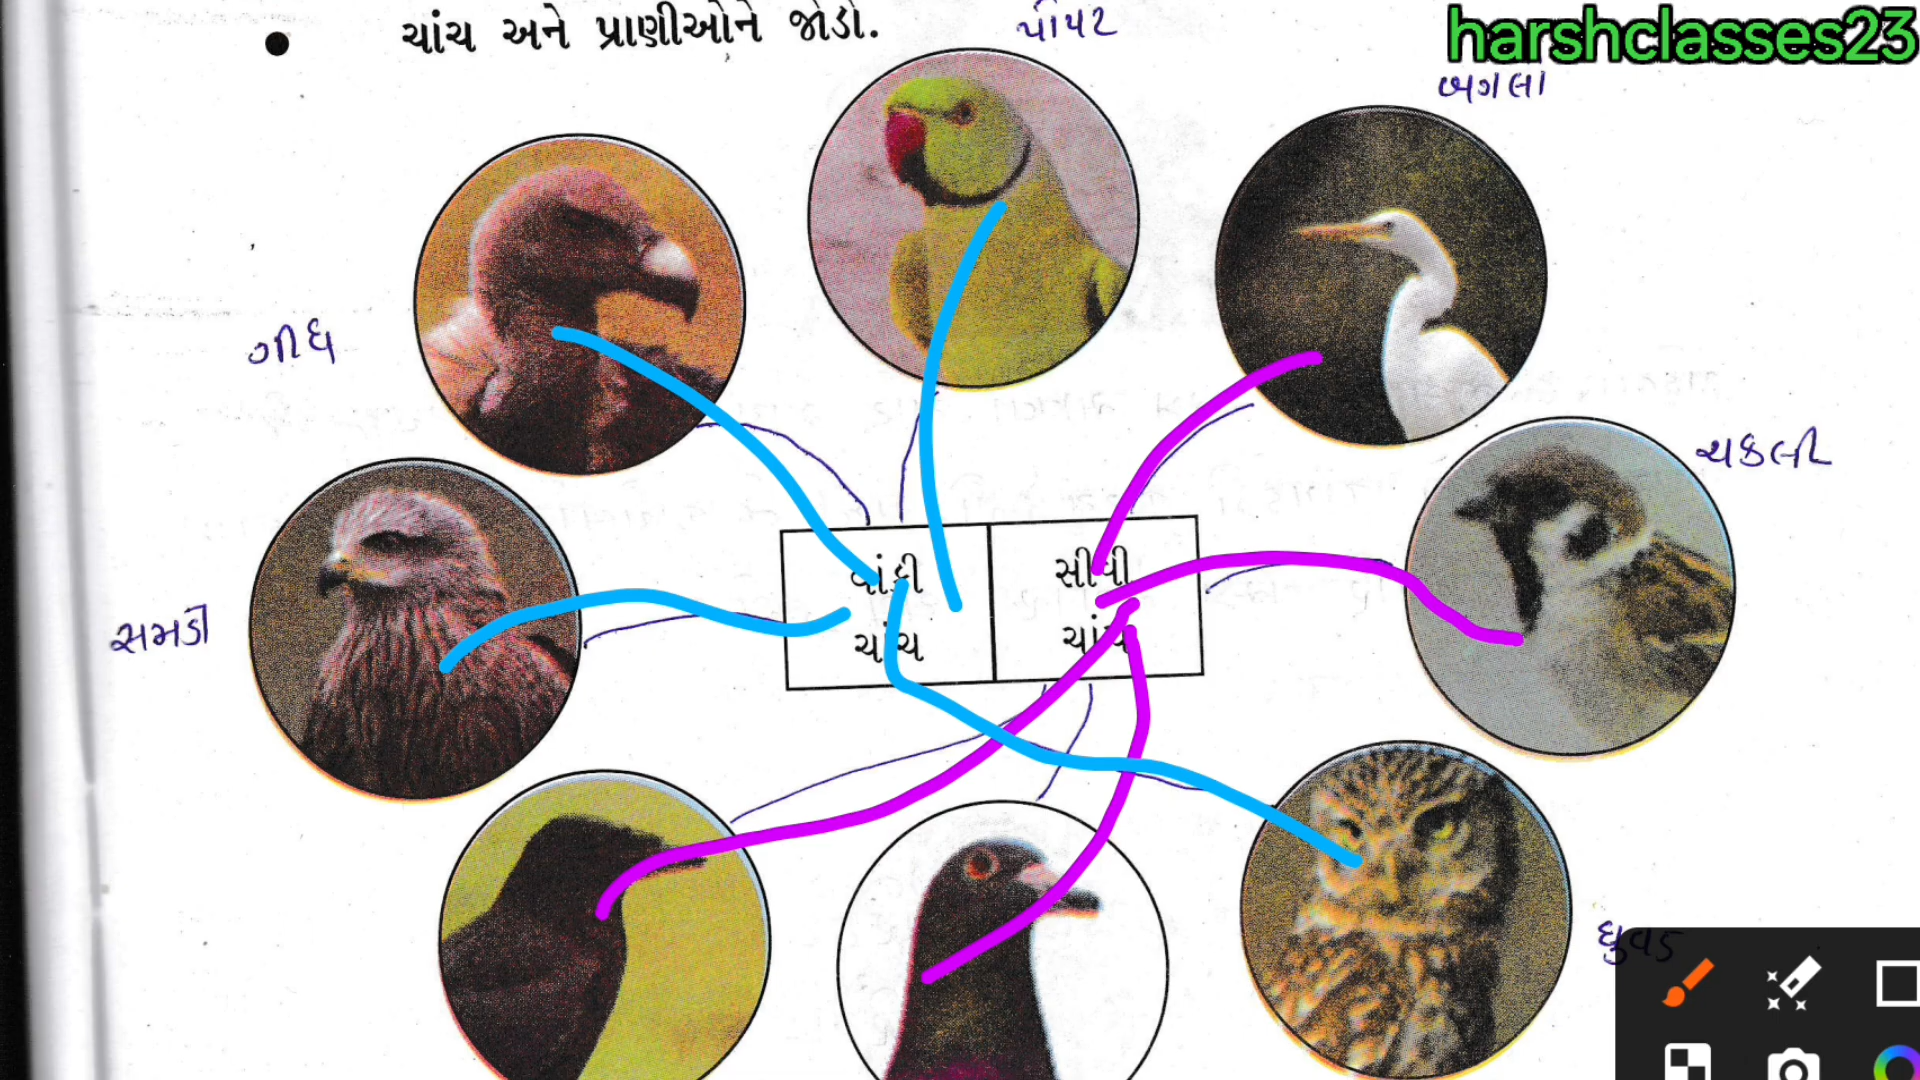 ચાંચ અને પ્રાણીઓને જોડો.
પોપટ
harshclasses23
બગલો
ગીધ
ચકલી
સમડી
વાંકી
ચાંચ
સીધી
ચાંચ
ઘુવડ